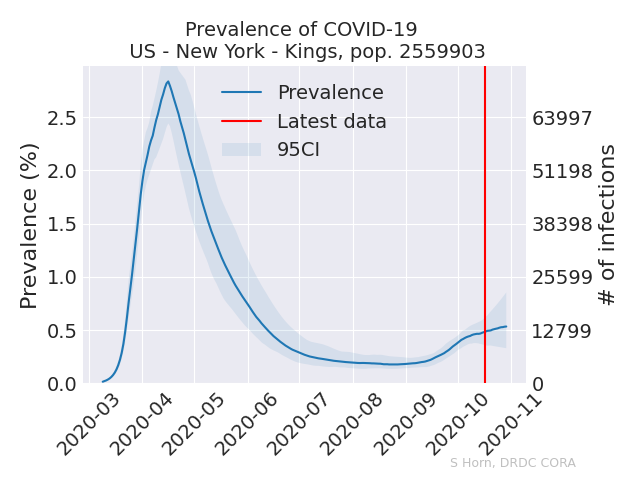 Prevalence of COVID-19
US - New York - Kings, pop. 2559903
Prevalence
Latest data
95CI
Prevalence (%)
2.5
2.0
1.5
1.0
0.5
0.0
63997
51198
38398
25599
12799
0
# of infections
2020-03
2020-04
2020-05
2020-06
2020-07
2020-08
2020-09
2020-10
2020-11
S Horn, DRDC CORA